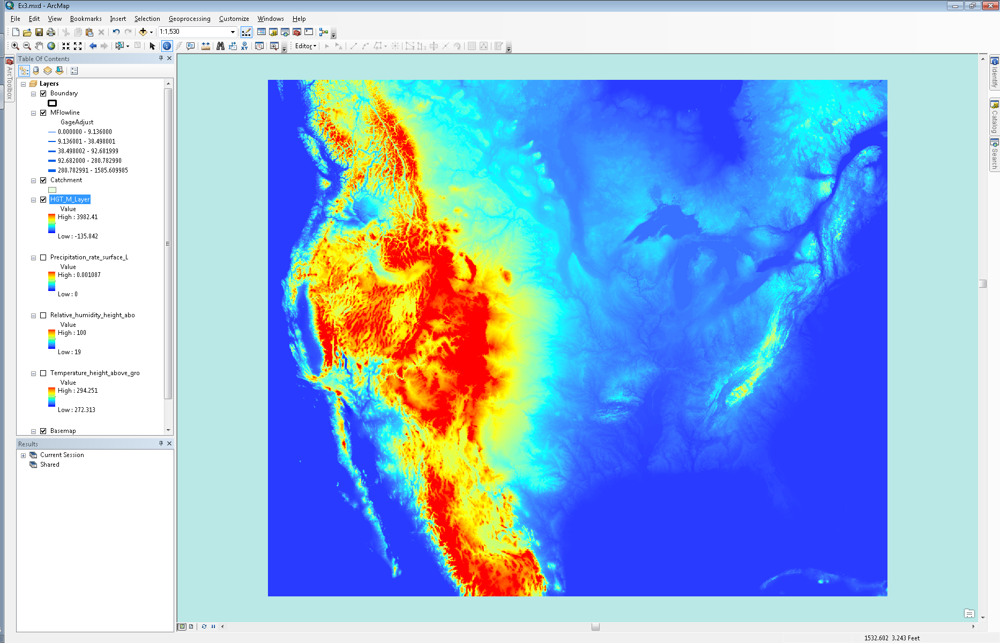 Ex3.mxd - ArcMap
File Edit View Bookmarks Insert Selection Geoprocessing Customize Windows Help
1:1,530
Editor
ArcToolbox
Table Of Contents
Layers
Boundary
MFlowline
GageAdjust
0.000000 - 9.136000
9.136001 - 38.498001
38.498002 - 92.681999
92.682000 - 280.782990
280.782991 - 1585.609985
Catchment
HGT_M_Layer
Value
High : 3982.41
Low : -135.842
Precipitation_rate_surface_L
Value
High : 0.001087
Low : 0
Relative_humidity_height_abo
Value
High : 100
Low : 19
Temperature_height_above_gro
Value
High : 294.251
Low : 272.313
Basemap
Results
Current Session
Shared
Identify
Catalog
Search
1532.602 3.243 Feet